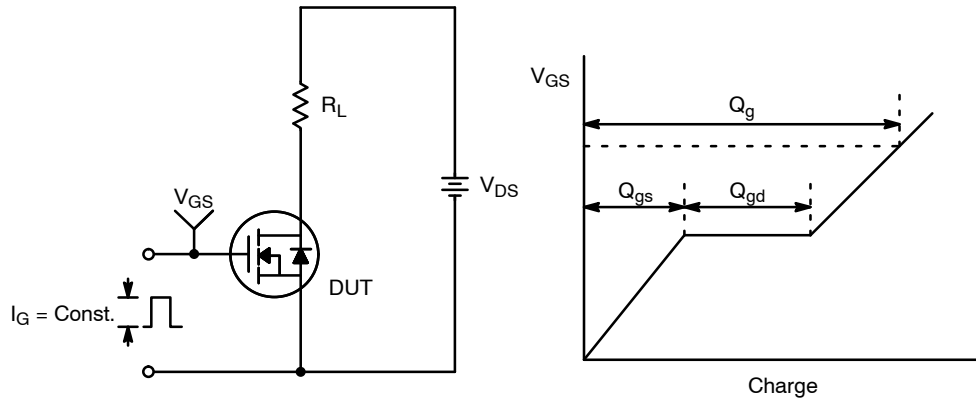 R_L
V_GS
V_DS
DUT
I_G = Const.
V_GS
Q_g
Q_gs
Q_gd
Charge